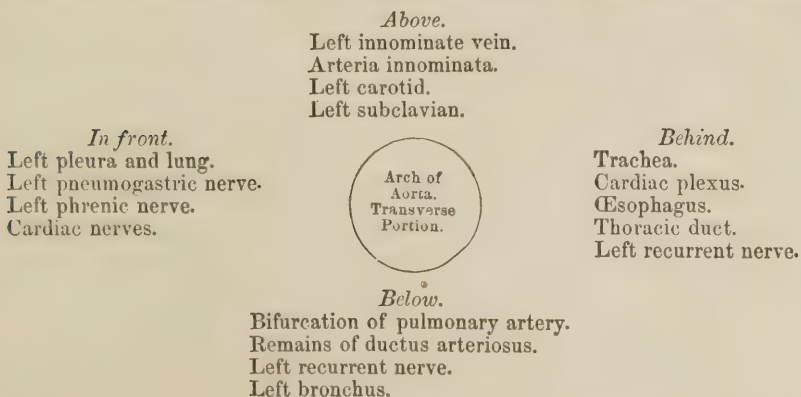 Above.
Left innominate vein.
Arteria innominata.
Left carotid.
Left subclavian.
In front.
Left pleura and lung.
Left pneumogastric nerve.
Left phrenic nerve.
Cardiac nerves.
Arch of
Aorta.
Transverse
Portion.
Behind.
Trachea.
Cardiac plexus.
Œsophagus.
Thoracic duct.
Left recurrent nerve.
Below.
Bifurcation of pulmonary artery.
Remains of ductus arteriosus.
Left recurrent nerve.
Left bronchus.